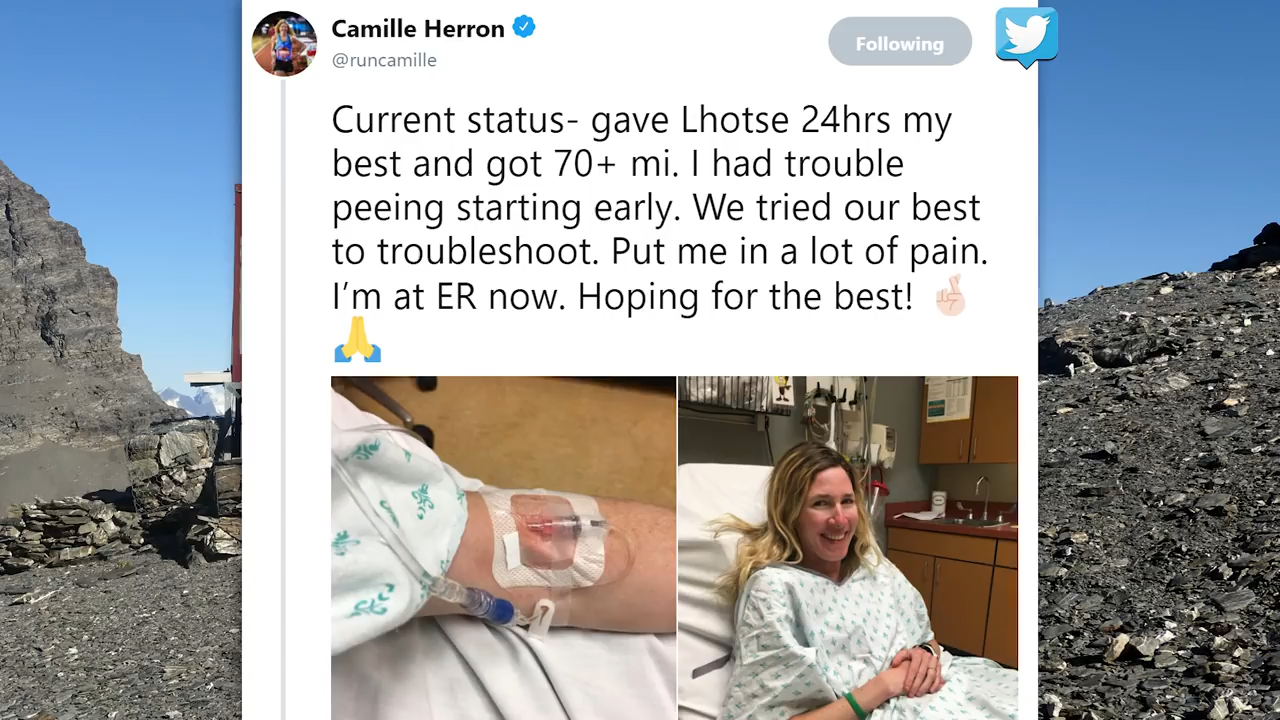 Camille Herron
@runcamille
Following
Current status- gave Lhotse 24hrs my
best and got 70+ mi. I had trouble
peeing starting early. We tried our best
to troubleshoot. Put me in a lot of pain.
I’m at ER now. Hoping for the best! 🤞🏻
🙏